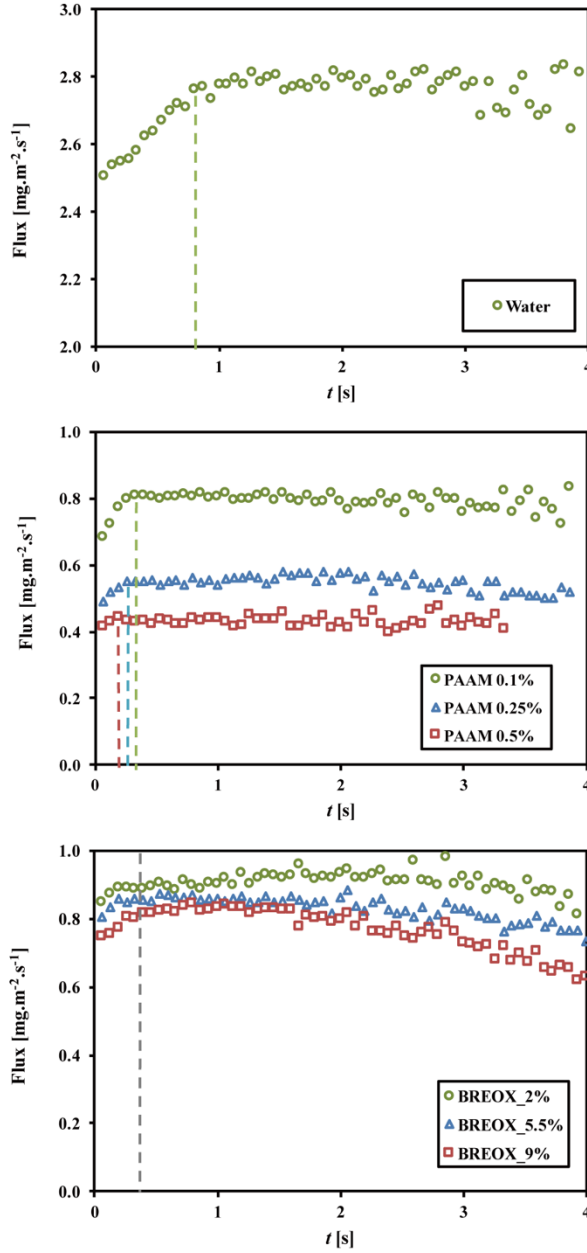 3.0
2.8
2.6
2.4
2.2
2.0
Flux [mg.m⁻².s⁻¹]
Water
0 1 2 3 4
t [s]
1.0
0.8
0.6
0.4
0.2
0.0
Flux [mg.m⁻².s⁻¹]
PAAM 0.1%
PAAM 0.25%
PAAM 0.5%
0 1 2 3 4
t [s]
1.0
0.8
0.6
0.4
0.2
0.0
Flux [mg.m⁻².s⁻¹]
BREOX_2%
BREOX_5.5%
BREOX_9%
0 1 2 3 4
t [s]